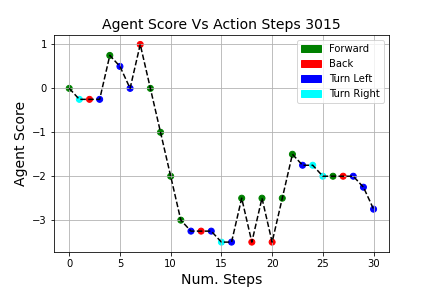 Agent Score Vs Action Steps 3015
Agent Score
1
0
−1
−2
−3
Forward
Back
Turn Left
Turn Right
0
5
10
15
20
25
30
Num. Steps